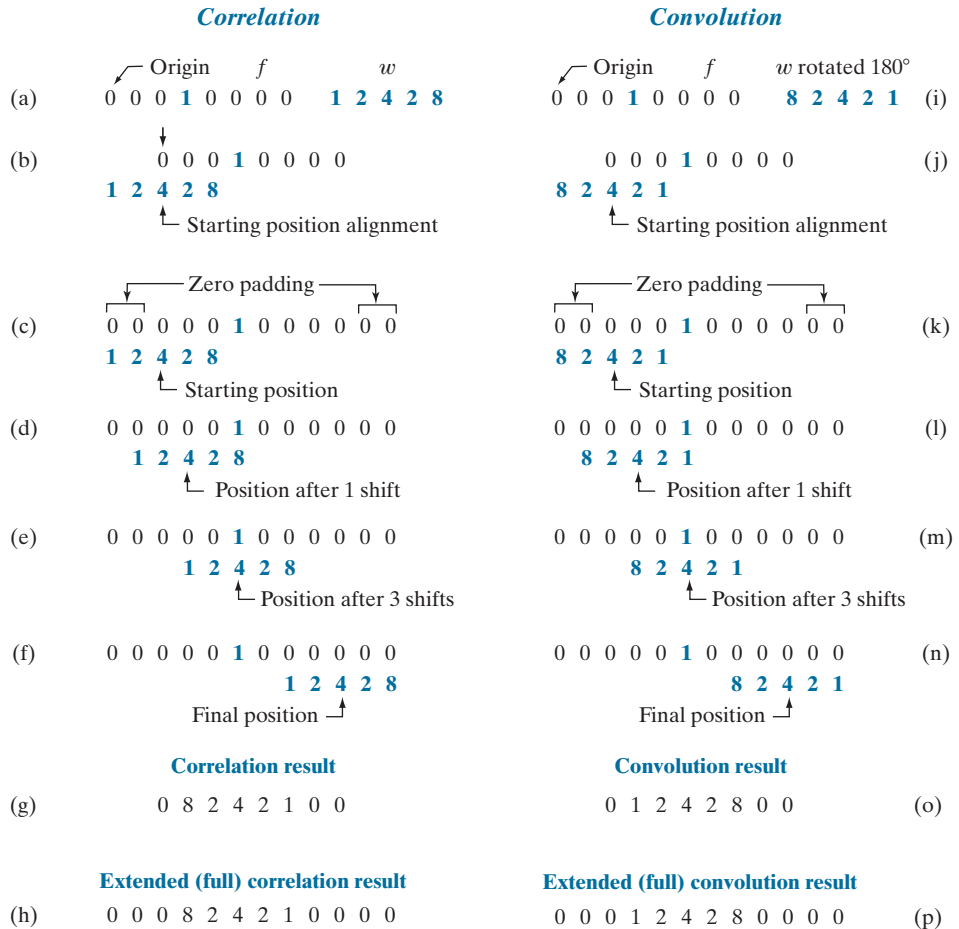 Correlation Convolution
Origin f w Origin f w rotated 180°
(a) 0 0 0 1 0 0 0 0 1 2 4 2 8 0 0 0 1 0 0 0 0 8 2 4 2 1 (i)
(b) 0 0 0 1 0 0 0 0 0 0 0 1 0 0 0 0 (j)
1 2 4 2 8 8 2 4 2 1
Starting position alignment Starting position alignment
Zero padding Zero padding
(c) 0 0 0 0 0 1 0 0 0 0 0 0 0 0 0 0 0 1 0 0 0 0 0 0 (k)
1 2 4 2 8 8 2 4 2 1
Starting position Starting position
(d) 0 0 0 0 0 1 0 0 0 0 0 0 0 0 0 0 0 1 0 0 0 0 0 0 (l)
1 2 4 2 8 8 2 4 2 1
Position after 1 shift Position after 1 shift
(e) 0 0 0 0 0 1 0 0 0 0 0 0 0 0 0 0 0 1 0 0 0 0 0 0 (m)
1 2 4 2 8 8 2 4 2 1
Position after 3 shifts Position after 3 shifts
(f) 0 0 0 0 0 1 0 0 0 0 0 0 0 0 0 0 0 1 0 0 0 0 0 0 (n)
1 2 4 2 8 8 2 4 2 1
Final position Final position
Correlation result Convolution result
(g) 0 8 2 4 2 1 0 0 0 1 2 4 2 8 0 0 (o)
Extended (full) correlation result Extended (full) convolution result
(h) 0 0 0 8 2 4 2 1 0 0 0 0 0 0 0 1 2 4 2 8 0 0 0 0 (p)